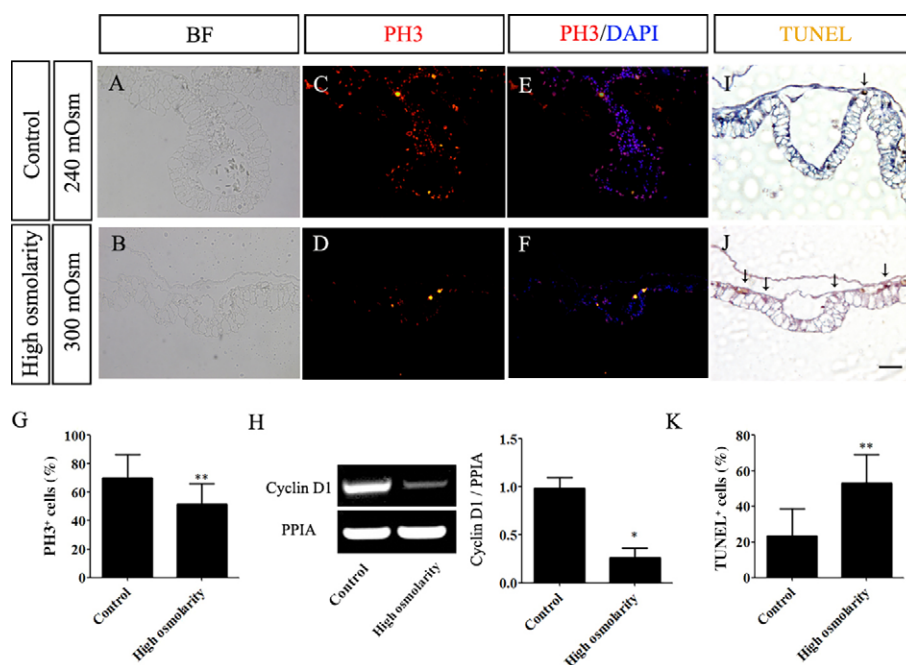 BF
PH3
PH3/DAPI
TUNEL
Control
240 mOsm
A
C
E
I
High osmolarity
300 mOsm
B
D
F
J
G
PH3⁺ cells (%)
100
80
60
40
20
0
**
Control
High osmolarity
H
Cyclin D1
PPIA
Control
High osmolarity
Cyclin D1 / PPIA
1.5
1.0
0.5
0.0
*
Control
High osmolarity
K
TUNEL⁺ cells (%)
80
60
40
20
0
**
Control
High osmolarity